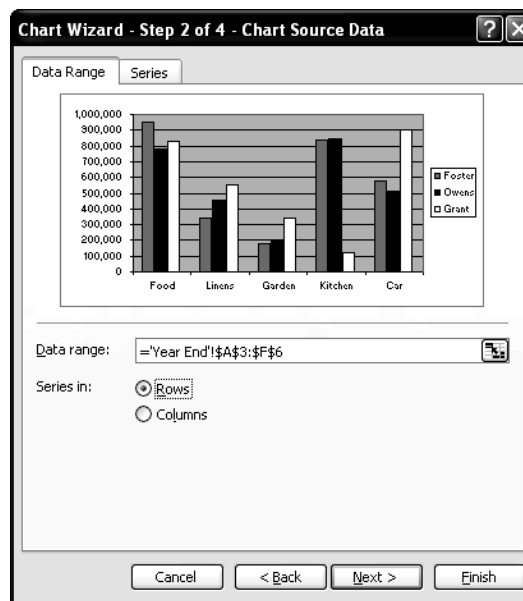 Chart Wizard - Step 2 of 4 - Chart Source Data
Data Range Series
1,000,000
900,000
800,000
700,000
600,000
500,000
400,000
300,000
200,000
100,000
0
Food Linens Garden Kitchen Car
Foster
Owens
Grant
Data range: ='Year End'!$A$3:$F$6
Series in: Rows
Columns
Cancel < Back Next > Finish